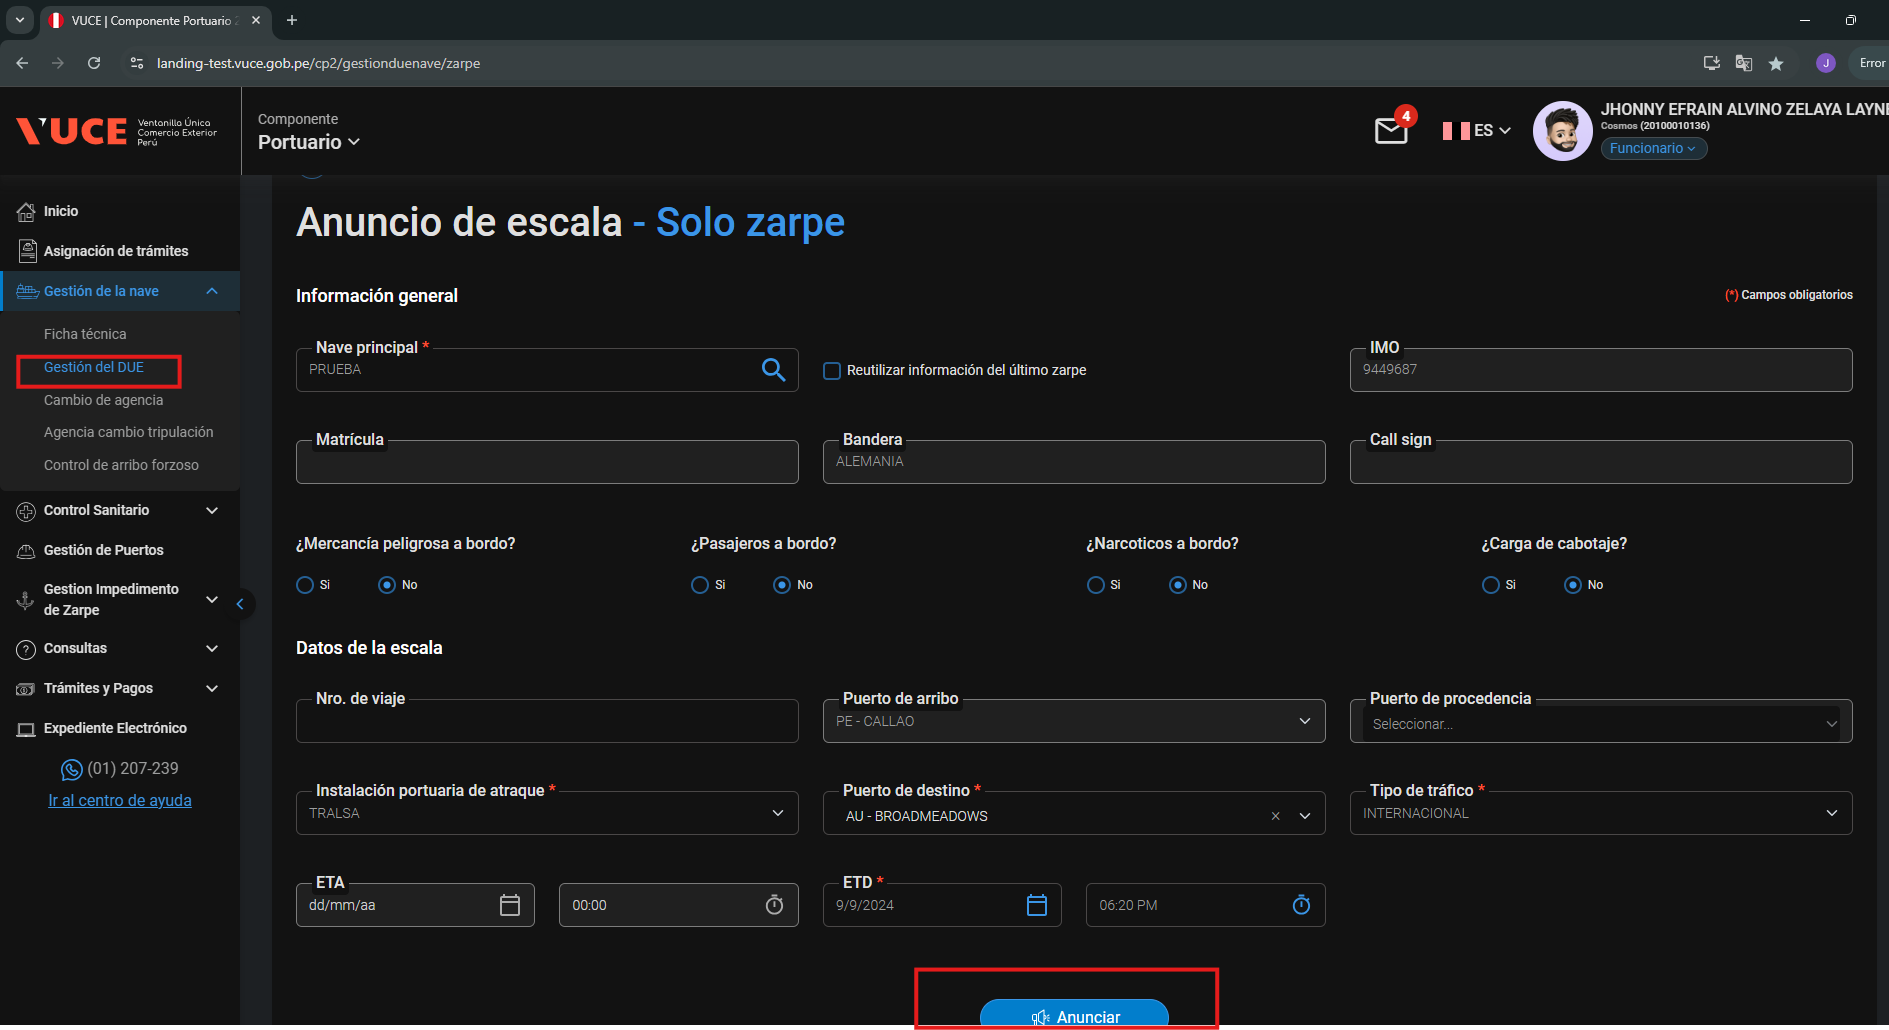 VUCE | Componente Portuario 2
landing-test.vuce.gob.pe/cp2/gestionduenave/zarpe
J
Error
VUCE
Ventanilla Única
Comercio Exterior
Perú
Componente
Portuario
4
ES
JHONNY EFRAIN ALVINO ZELAYA LAYNE
Cosmos (20100010136)
Funcionario
Inicio
Asignación de trámites
Gestión de la nave
Ficha técnica
Gestión del DUE
Cambio de agencia
Agencia cambio tripulación
Control de arribo forzoso
Control Sanitario
Gestión de Puertos
Gestion Impedimento
de Zarpe
Consultas
Trámites y Pagos
Expediente Electrónico
(01) 207-239
Ir al centro de ayuda
Anuncio de escala - Solo zarpe
Información general
(*) Campos obligatorios
Nave principal *
PRUEBA
Reutilizar información del último zarpe
IMO
9449687
Matrícula
Bandera
ALEMANIA
Call sign
¿Mercancía peligrosa a bordo?
Si No
¿Pasajeros a bordo?
Si No
¿Narcoticos a bordo?
Si No
¿Carga de cabotaje?
Si No
Datos de la escala
Nro. de viaje
Puerto de arribo
PE - CALLAO
Puerto de procedencia
Seleccionar...
Instalación portuaria de atraque *
TRALSA
Puerto de destino *
AU - BROADMEADOWS
Tipo de tráfico *
INTERNACIONAL
ETA
dd/mm/aa
00:00
ETD *
9/9/2024
06:20 PM
Anunciar